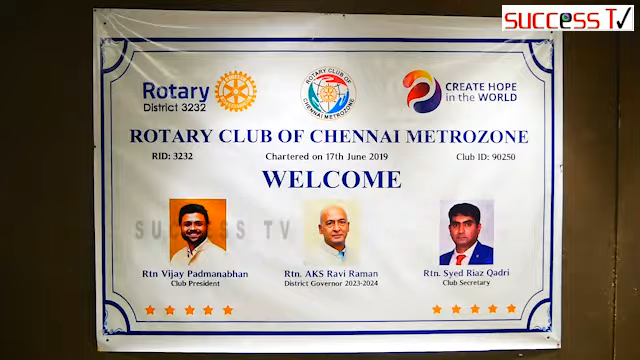 SUCCESS TV
Rotary
District 3232
ROTARY CLUB OF
CHENNAI METROZONE
CREATE HOPE
in the WORLD
ROTARY CLUB OF CHENNAI METROZONE
RID: 3232 Chartered on 17th June 2019 Club ID: 90250
WELCOME
SUCCESS TV
Rtn Vijay Padmanabhan Rtn. AKS Ravi Raman Rtn. Syed Riaz Qadri
Club President District Governor 2023-2024 Club Secretary